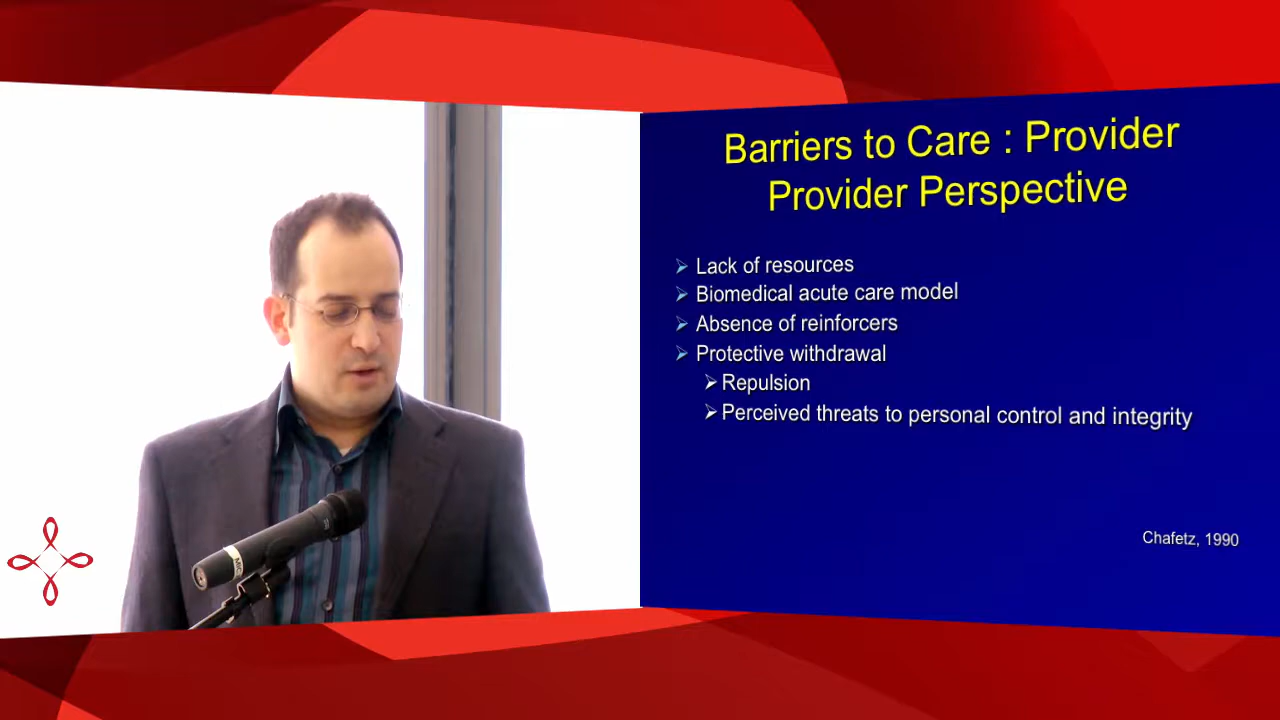 Barriers to Care : Provider
Provider Perspective
Lack of resources
Biomedical acute care model
Absence of reinforcers
Protective withdrawal
Repulsion
Perceived threats to personal control and integrity
Chafetz, 1990
MIC